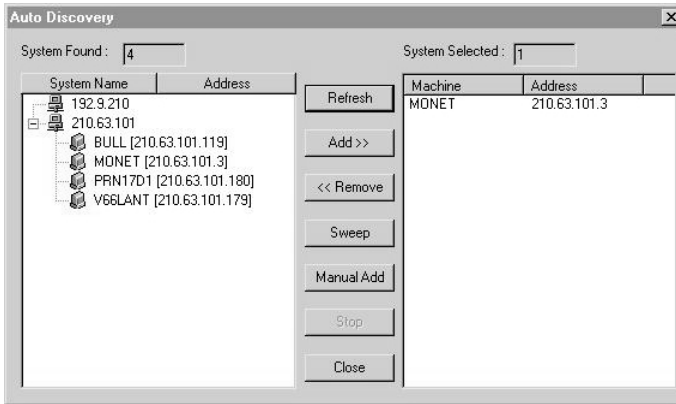 Auto Discovery
System Found : 4
System Selected : 1
System Name Address
192.9.210
210.63.101
BULL [210.63.101.119]
MONET [210.63.101.3]
PRN17D1 [210.63.101.180]
V66LANT [210.63.101.179]
Refresh
Add >>
<< Remove
Sweep
Manual Add
Stop
Close
Machine Address
MONET 210.63.101.3